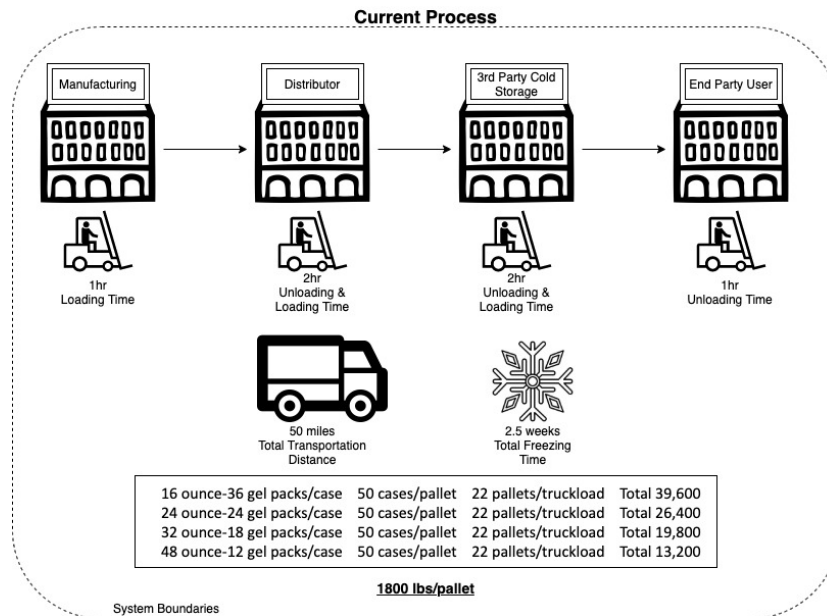 Current Process
Manufacturing
Distributor
3rd Party Cold
Storage
End Party User
1hr
Loading Time
2hr
Unloading &
Loading Time
2hr
Unloading &
Loading Time
1hr
Unloading Time
50 miles
Total Transportation
Distance
2.5 weeks
Total Freezing
Time
16 ounce-36 gel packs/case 50 cases/pallet 22 pallets/truckload Total 39,600
24 ounce-24 gel packs/case 50 cases/pallet 22 pallets/truckload Total 26,400
32 ounce-18 gel packs/case 50 cases/pallet 22 pallets/truckload Total 19,800
48 ounce-12 gel packs/case 50 cases/pallet 22 pallets/truckload Total 13,200
1800 lbs/pallet
System Boundaries